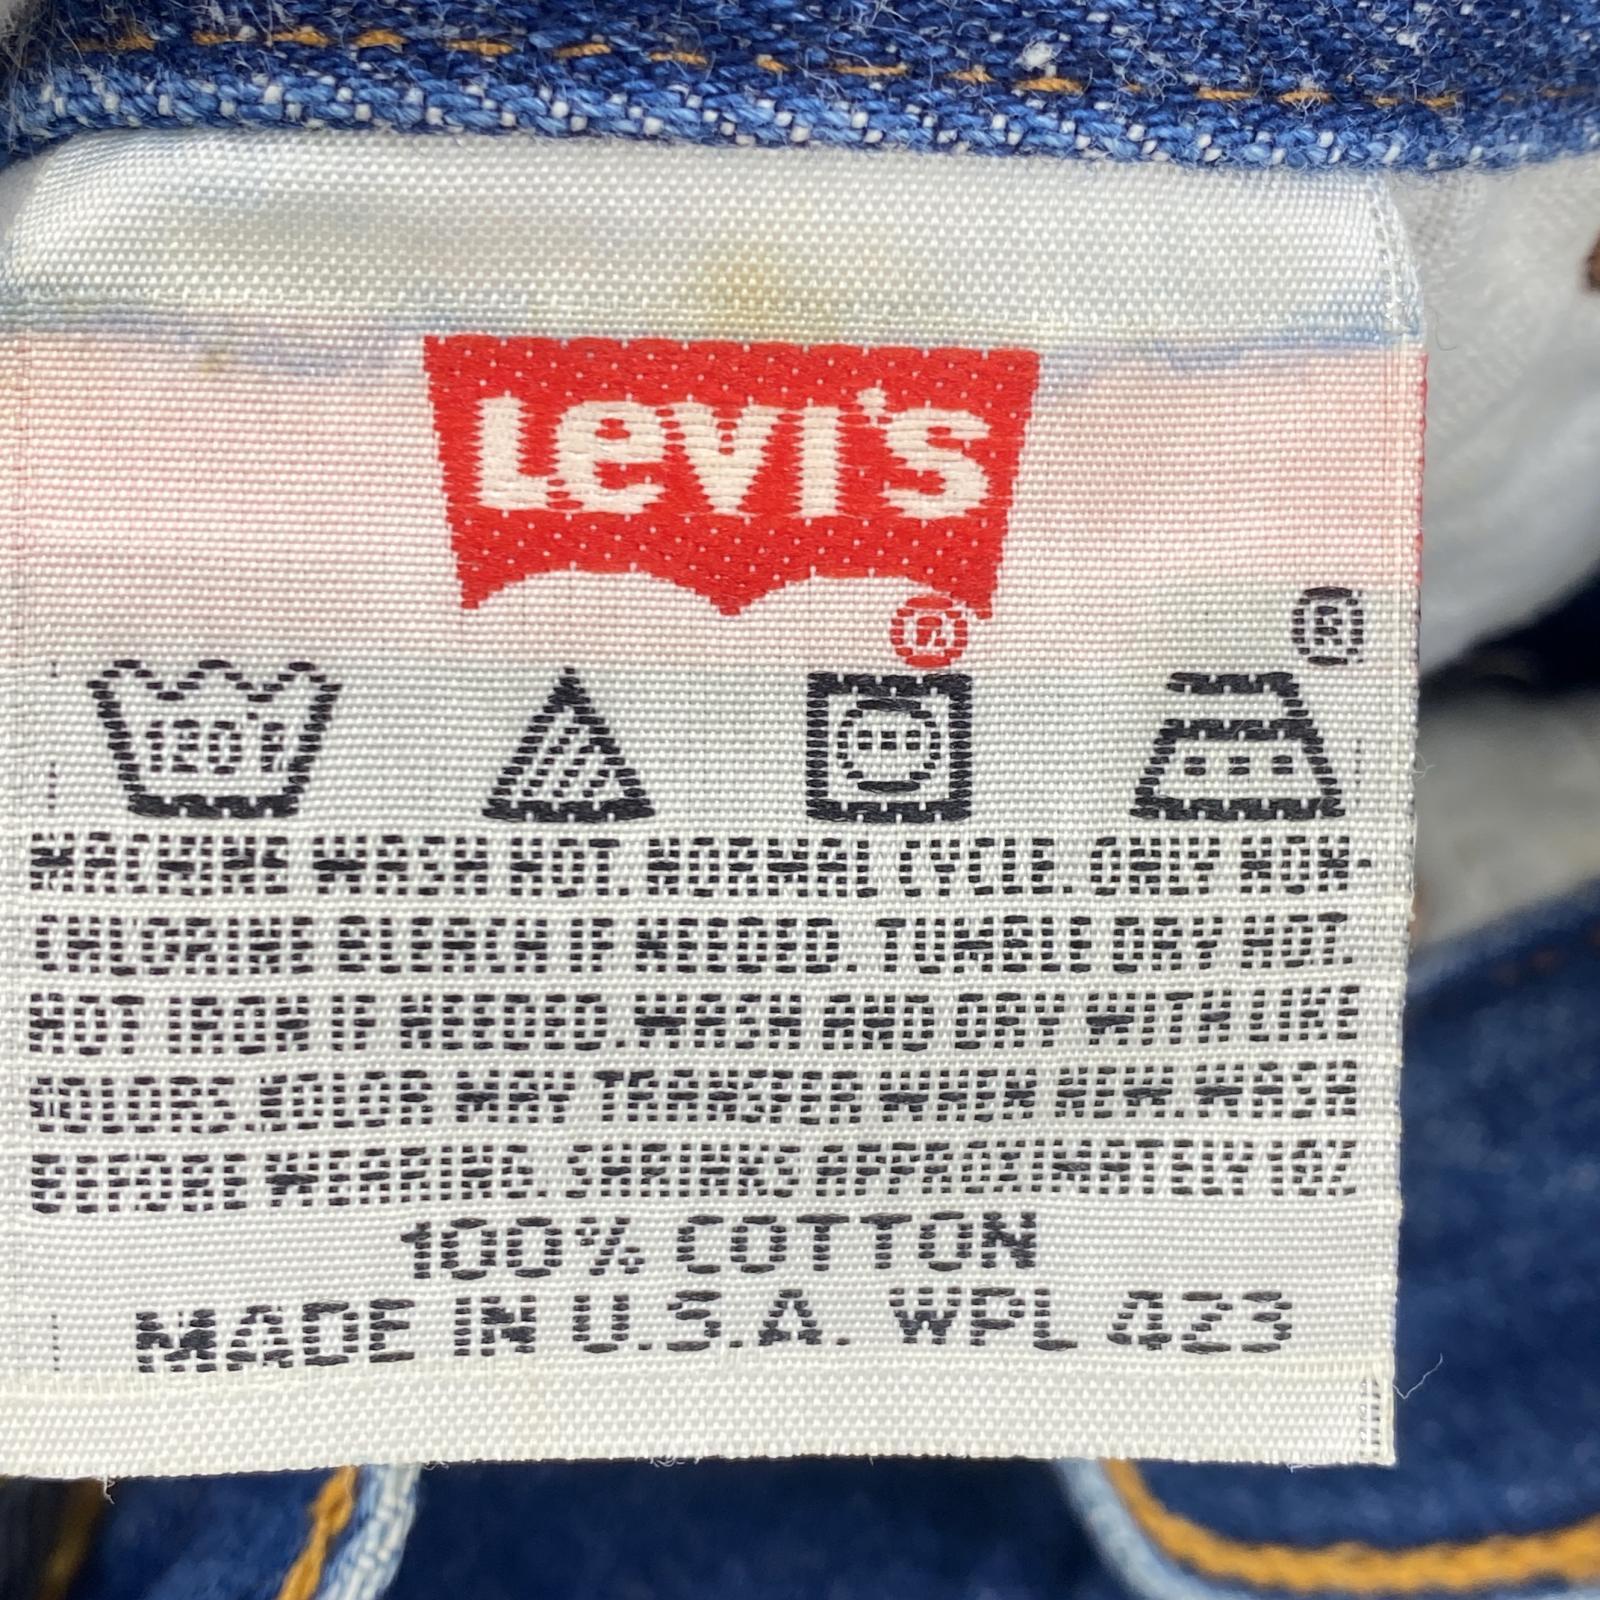 Levi's
®
®
120°F
MACHINE WASH HOT. NORMAL CYCLE. ONLY NON-
CHLORINE BLEACH IF NEEDED. TUMBLE DRY HOT.
HOT IRON IF NEEDED. WASH AND DRY WITH LIKE
COLORS. COLOR MAY TRANSFER WHEN NEW. WASH
BEFORE WEARING. SHRINKS APPROXIMATELY 10%
100% COTTON
MADE IN U.S.A. WPL 423